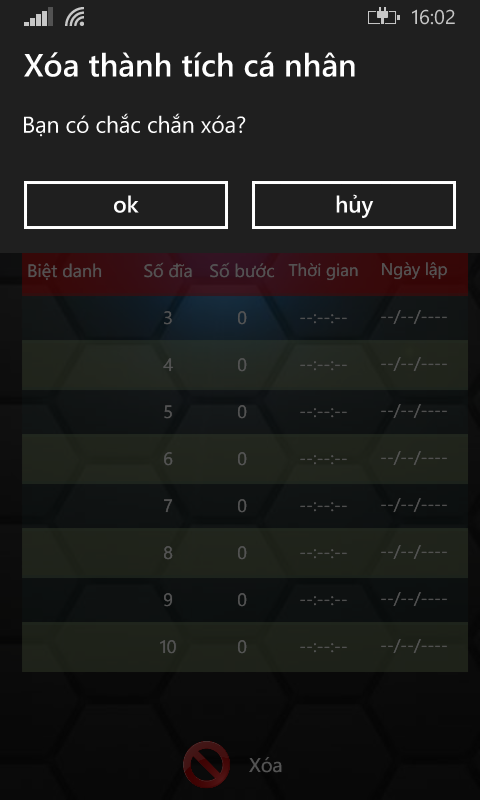 16:02
Xóa thành tích cá nhân
Bạn có chắc chắn xóa?
ok hủy
Biệt danh Số đĩa Số bước Thời gian Ngày lập
3 0 --:--:-- --/--/----
4 0 --:--:-- --/--/----
5 0 --:--:-- --/--/----
6 0 --:--:-- --/--/----
7 0 --:--:-- --/--/----
8 0 --:--:-- --/--/----
9 0 --:--:-- --/--/----
10 0 --:--:-- --/--/----
Xóa